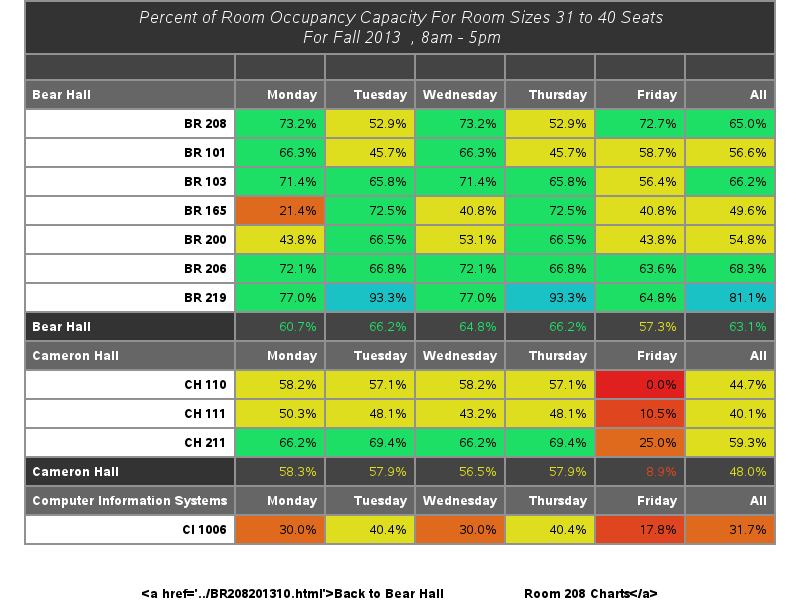 Percent of Room Occupancy Capacity For Room Sizes 31 to 40 Seats
For Fall 2013 , 8am - 5pm
Bear Hall Monday Tuesday Wednesday Thursday Friday All
BR 208 73.2% 52.9% 73.2% 52.9% 72.7% 65.0%
BR 101 66.3% 45.7% 66.3% 45.7% 58.7% 56.6%
BR 103 71.4% 65.8% 71.4% 65.8% 56.4% 66.2%
BR 165 21.4% 72.5% 40.8% 72.5% 40.8% 49.6%
BR 200 43.8% 66.5% 53.1% 66.5% 43.8% 54.8%
BR 206 72.1% 66.8% 72.1% 66.8% 63.6% 68.3%
BR 219 77.0% 93.3% 77.0% 93.3% 64.8% 81.1%
Bear Hall 60.7% 66.2% 64.8% 66.2% 57.3% 63.1%
Cameron Hall Monday Tuesday Wednesday Thursday Friday All
CH 110 58.2% 57.1% 58.2% 57.1% 0.0% 44.7%
CH 111 50.3% 48.1% 43.2% 48.1% 10.5% 40.1%
CH 211 66.2% 69.4% 66.2% 69.4% 25.0% 59.3%
Cameron Hall 58.3% 57.9% 56.5% 57.9% 8.9% 48.0%
Computer Information Systems Monday Tuesday Wednesday Thursday Friday All
CI 1006 30.0% 40.4% 30.0% 40.4% 17.8% 31.7%
<a href='../BR208201310.html'>Back to Bear Hall Room 208 Charts</a>